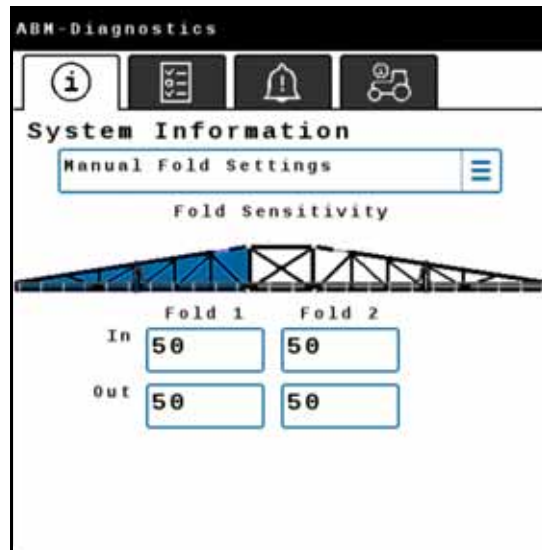 ABM-Diagnostics
System Information
Manual Fold Settings
Fold Sensitivity
Fold 1 Fold 2
In 50 50
Out 50 50